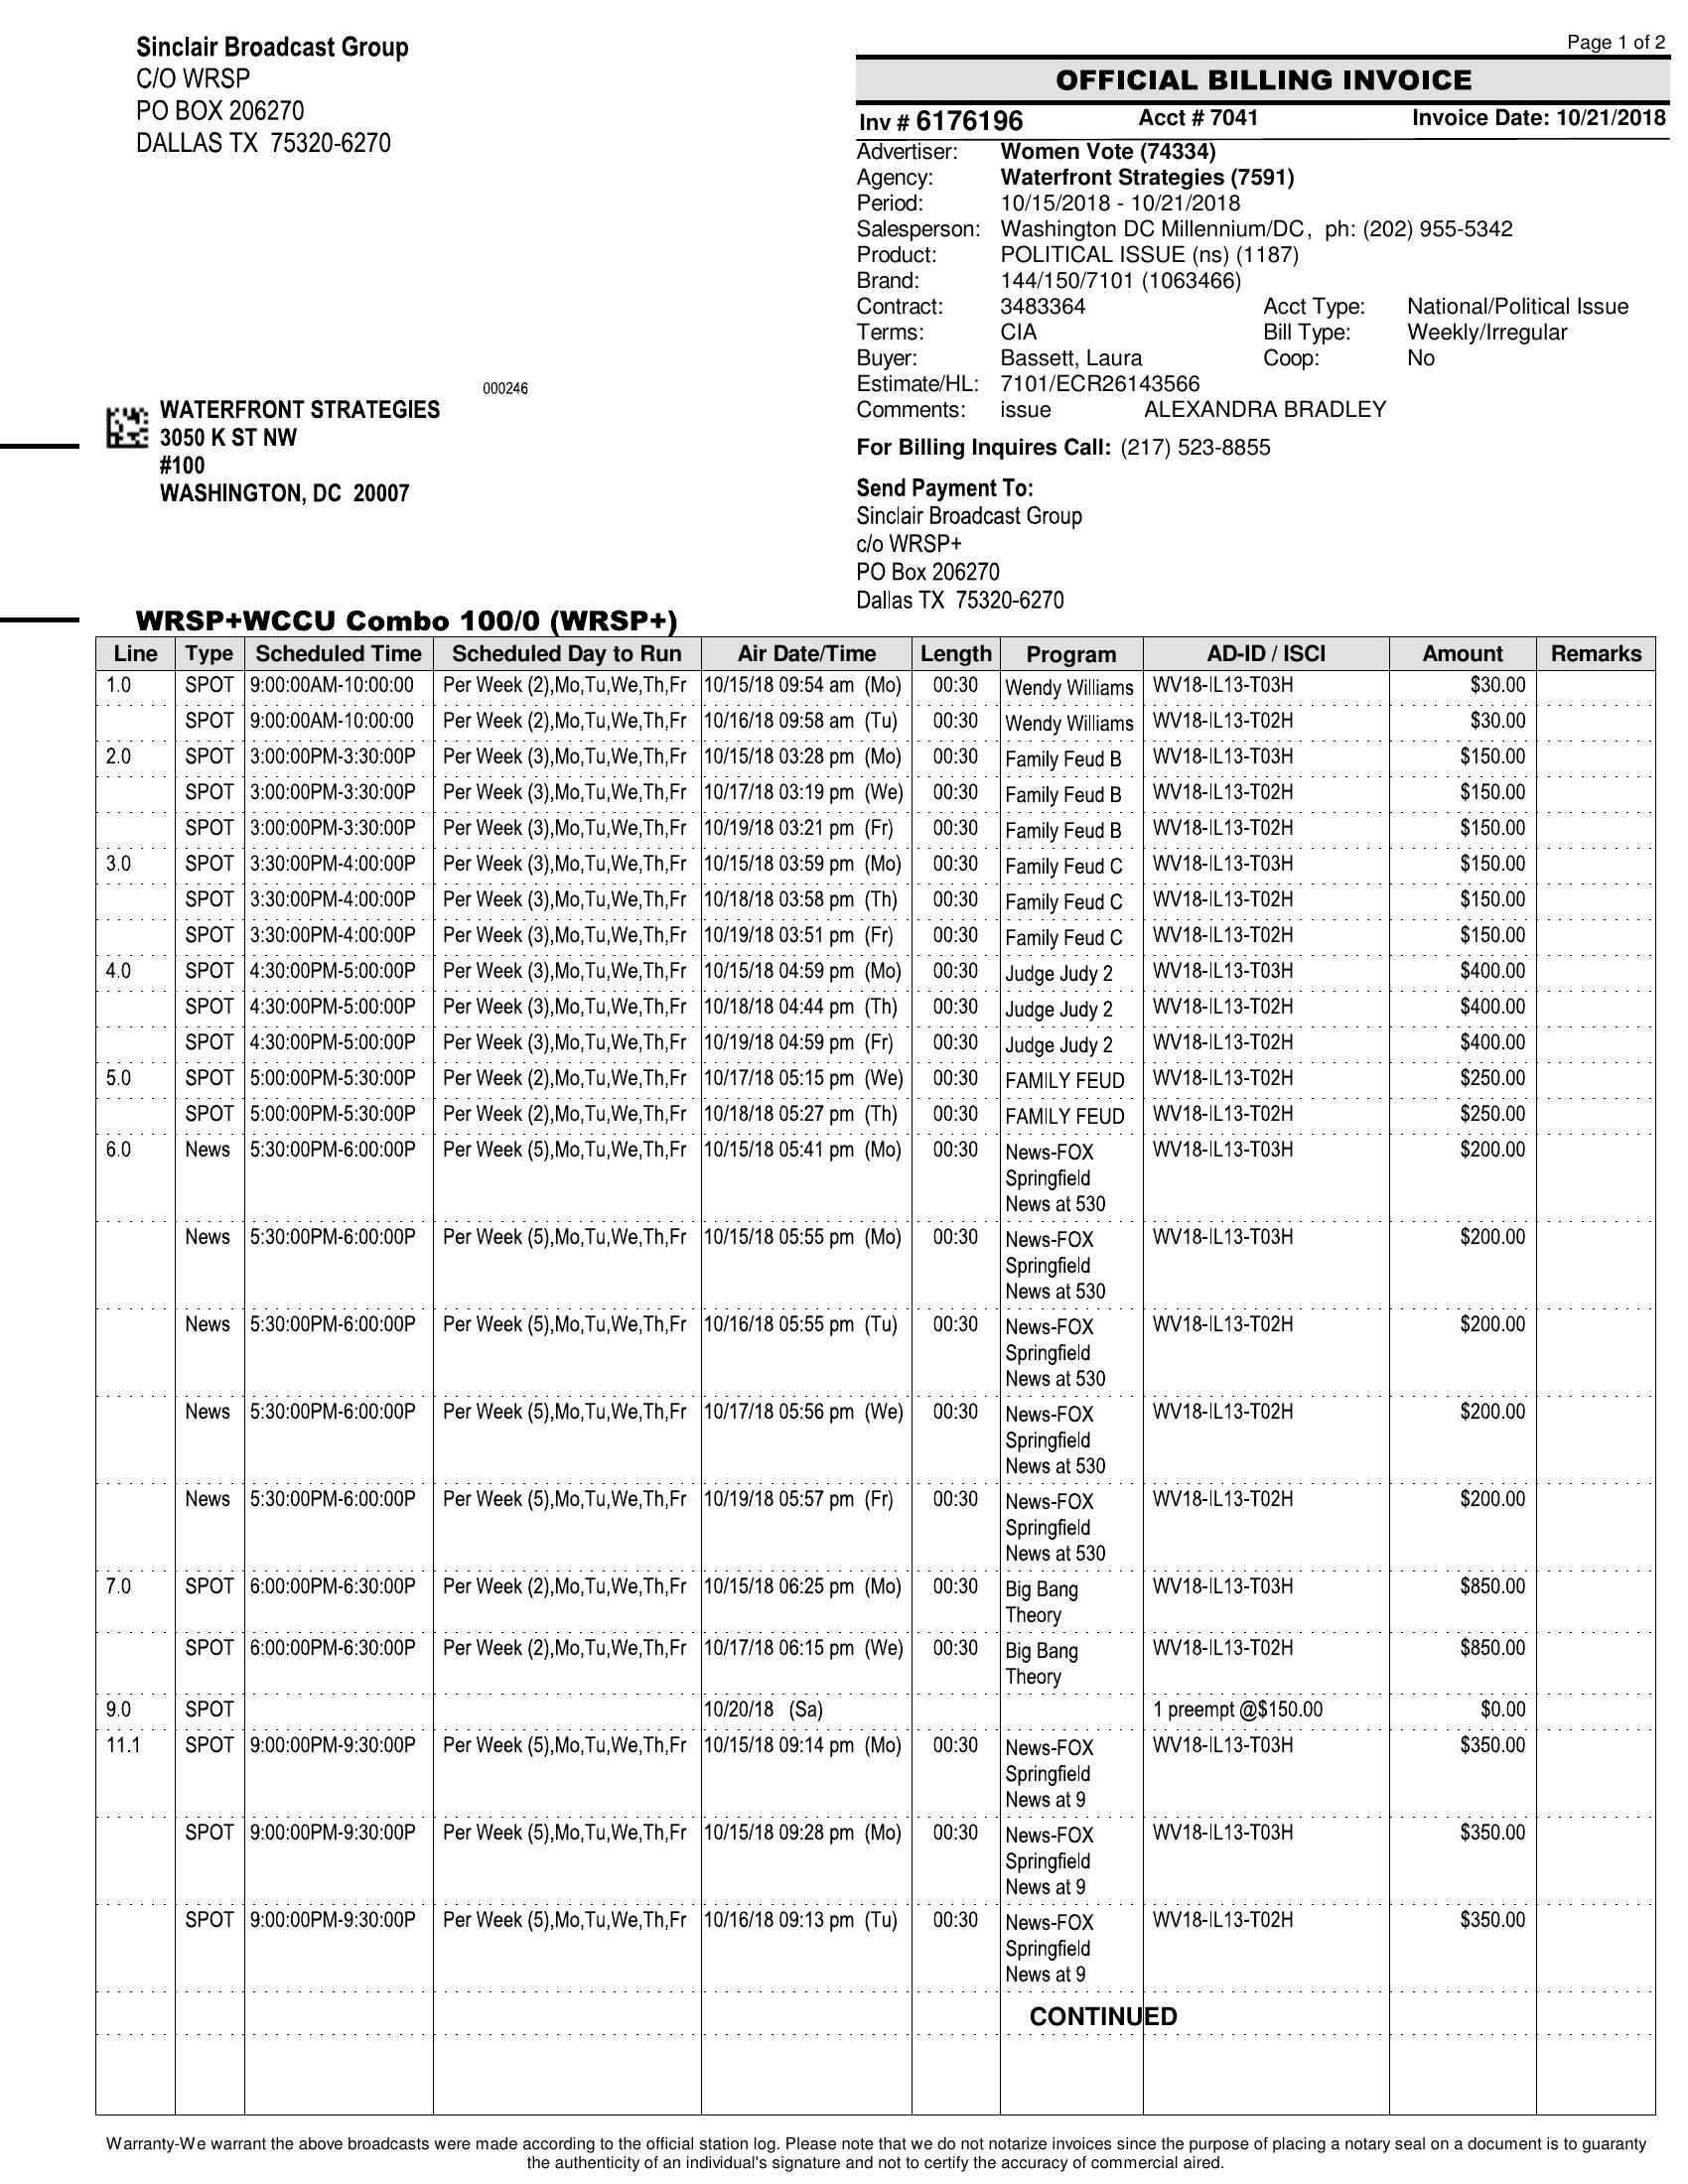 Sinclair Broadcast Group
C/O WRSP
PO BOX 206270
DALLAS TX 75320-6270
Page 1 of 2
OFFICIAL BILLING INVOICE
Inv # 6176196 Acct # 7041 Invoice Date: 10/21/2018
Advertiser: Women Vote (74334)
Agency: Waterfront Strategies (7591)
Period: 10/15/2018 - 10/21/2018
Salesperson: Washington DC Millennium/DC, ph: (202) 955-5342
Product: POLITICAL ISSUE (ns) (1187)
Brand: 144/150/7101 (1063466)
Contract: 3483364 Acct Type: National/Political Issue
Terms: CIA Bill Type: Weekly/Irregular
Buyer: Bassett, Laura Coop: No
Estimate/HL: 7101/ECR26143566
Comments: issue ALEXANDRA BRADLEY
For Billing Inquires Call: (217) 523-8855
000246
WATERFRONT STRATEGIES
3050 K ST NW
#100
WASHINGTON, DC 20007
Send Payment To:
Sinclair Broadcast Group
c/o WRSP+
PO Box 206270
Dallas TX 75320-6270
WRSP+WCCU Combo 100/0 (WRSP+)
Line Type Scheduled Time Scheduled Day to Run Air Date/Time Length Program AD-ID / ISCI Amount Remarks
1.0 SPOT 9:00:00AM-10:00:00 Per Week (2),Mo,Tu,We,Th,Fr 10/15/18 09:54 am (Mo) 00:30 Wendy Williams WV18-IL13-T03H $30.00
SPOT 9:00:00AM-10:00:00 Per Week (2),Mo,Tu,We,Th,Fr 10/16/18 09:58 am (Tu) 00:30 Wendy Williams WV18-IL13-T02H $30.00
2.0 SPOT 3:00:00PM-3:30:00P Per Week (3),Mo,Tu,We,Th,Fr 10/15/18 03:28 pm (Mo) 00:30 Family Feud B WV18-IL13-T03H $150.00
SPOT 3:00:00PM-3:30:00P Per Week (3),Mo,Tu,We,Th,Fr 10/17/18 03:19 pm (We) 00:30 Family Feud B WV18-IL13-T02H $150.00
SPOT 3:00:00PM-3:30:00P Per Week (3),Mo,Tu,We,Th,Fr 10/19/18 03:21 pm (Fr) 00:30 Family Feud B WV18-IL13-T02H $150.00
3.0 SPOT 3:30:00PM-4:00:00P Per Week (3),Mo,Tu,We,Th,Fr 10/15/18 03:59 pm (Mo) 00:30 Family Feud C WV18-IL13-T03H $150.00
SPOT 3:30:00PM-4:00:00P Per Week (3),Mo,Tu,We,Th,Fr 10/18/18 03:58 pm (Th) 00:30 Family Feud C WV18-IL13-T02H $150.00
SPOT 3:30:00PM-4:00:00P Per Week (3),Mo,Tu,We,Th,Fr 10/19/18 03:51 pm (Fr) 00:30 Family Feud C WV18-IL13-T02H $150.00
4.0 SPOT 4:30:00PM-5:00:00P Per Week (3),Mo,Tu,We,Th,Fr 10/15/18 04:59 pm (Mo) 00:30 Judge Judy 2 WV18-IL13-T03H $400.00
SPOT 4:30:00PM-5:00:00P Per Week (3),Mo,Tu,We,Th,Fr 10/18/18 04:44 pm (Th) 00:30 Judge Judy 2 WV18-IL13-T02H $400.00
SPOT 4:30:00PM-5:00:00P Per Week (3),Mo,Tu,We,Th,Fr 10/19/18 04:59 pm (Fr) 00:30 Judge Judy 2 WV18-IL13-T02H $400.00
5.0 SPOT 5:00:00PM-5:30:00P Per Week (2),Mo,Tu,We,Th,Fr 10/17/18 05:15 pm (We) 00:30 FAMILY FEUD WV18-IL13-T02H $250.00
SPOT 5:00:00PM-5:30:00P Per Week (2),Mo,Tu,We,Th,Fr 10/18/18 05:27 pm (Th) 00:30 FAMILY FEUD WV18-IL13-T02H $250.00
6.0 News 5:30:00PM-6:00:00P Per Week (5),Mo,Tu,We,Th,Fr 10/15/18 05:41 pm (Mo) 00:30 News-FOX WV18-IL13-T03H $200.00
Springfield
News at 530
News 5:30:00PM-6:00:00P Per Week (5),Mo,Tu,We,Th,Fr 10/15/18 05:55 pm (Mo) 00:30 News-FOX WV18-IL13-T03H $200.00
Springfield
News at 530
News 5:30:00PM-6:00:00P Per Week (5),Mo,Tu,We,Th,Fr 10/16/18 05:55 pm (Tu) 00:30 News-FOX WV18-IL13-T02H $200.00
Springfield
News at 530
News 5:30:00PM-6:00:00P Per Week (5),Mo,Tu,We,Th,Fr 10/17/18 05:56 pm (We) 00:30 News-FOX WV18-IL13-T02H $200.00
Springfield
News at 530
News 5:30:00PM-6:00:00P Per Week (5),Mo,Tu,We,Th,Fr 10/19/18 05:57 pm (Fr) 00:30 News-FOX WV18-IL13-T02H $200.00
Springfield
News at 530
7.0 SPOT 6:00:00PM-6:30:00P Per Week (2),Mo,Tu,We,Th,Fr 10/15/18 06:25 pm (Mo) 00:30 Big Bang WV18-IL13-T03H $850.00
Theory
SPOT 6:00:00PM-6:30:00P Per Week (2),Mo,Tu,We,Th,Fr 10/17/18 06:15 pm (We) 00:30 Big Bang WV18-IL13-T02H $850.00
Theory
9.0 SPOT 10/20/18 (Sa) 1 preempt @$150.00 $0.00
11.1 SPOT 9:00:00PM-9:30:00P Per Week (5),Mo,Tu,We,Th,Fr 10/15/18 09:14 pm (Mo) 00:30 News-FOX WV18-IL13-T03H $350.00
Springfield
News at 9
SPOT 9:00:00PM-9:30:00P Per Week (5),Mo,Tu,We,Th,Fr 10/15/18 09:28 pm (Mo) 00:30 News-FOX WV18-IL13-T03H $350.00
Springfield
News at 9
SPOT 9:00:00PM-9:30:00P Per Week (5),Mo,Tu,We,Th,Fr 10/16/18 09:13 pm (Tu) 00:30 News-FOX WV18-IL13-T02H $350.00
Springfield
News at 9
CONTINUED
Warranty-We warrant the above broadcasts were made according to the official station log. Please note that we do not notarize invoices since the purpose of placing a notary seal on a document is to guaranty
the authenticity of an individual's signature and not to certify the accuracy of commercial aired.